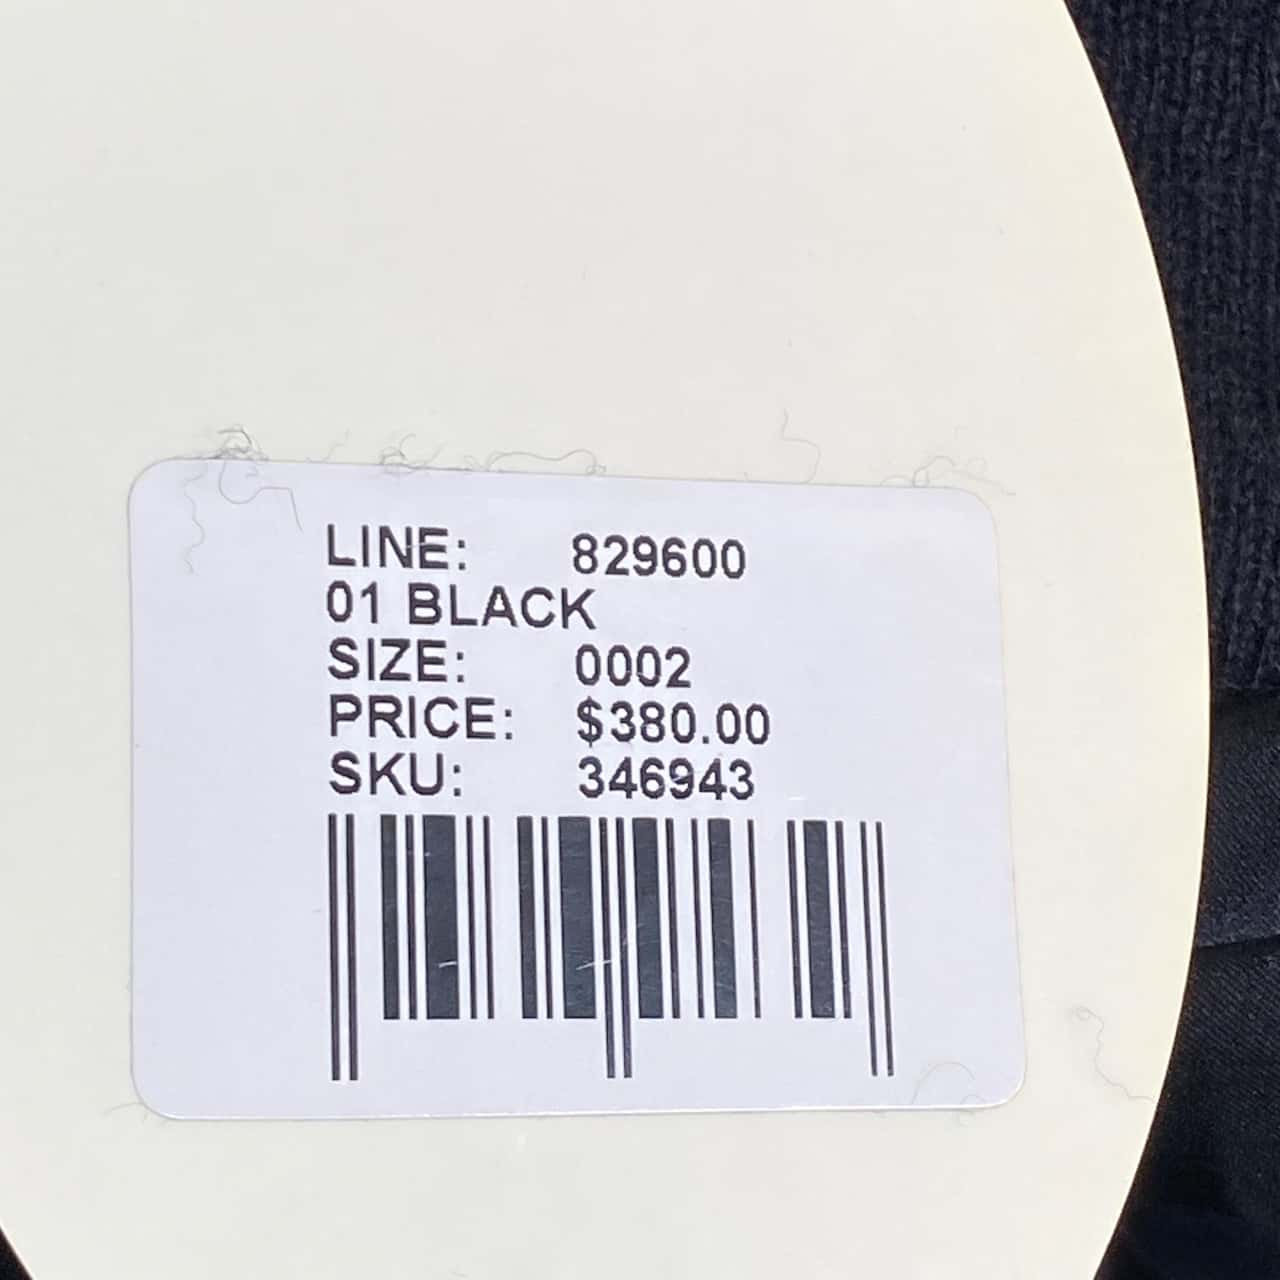 LINE: 829600
01 BLACK
SIZE: 0002
PRICE: $380.00
SKU: 346943